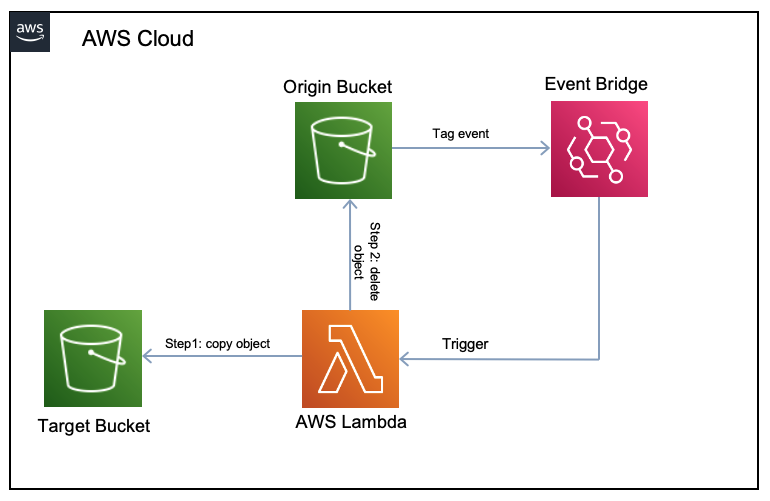 aws
AWS Cloud
Origin Bucket
Event Bridge
Tag event
Step 2: delete
object
Step1: copy object
Trigger
Target Bucket
AWS Lambda